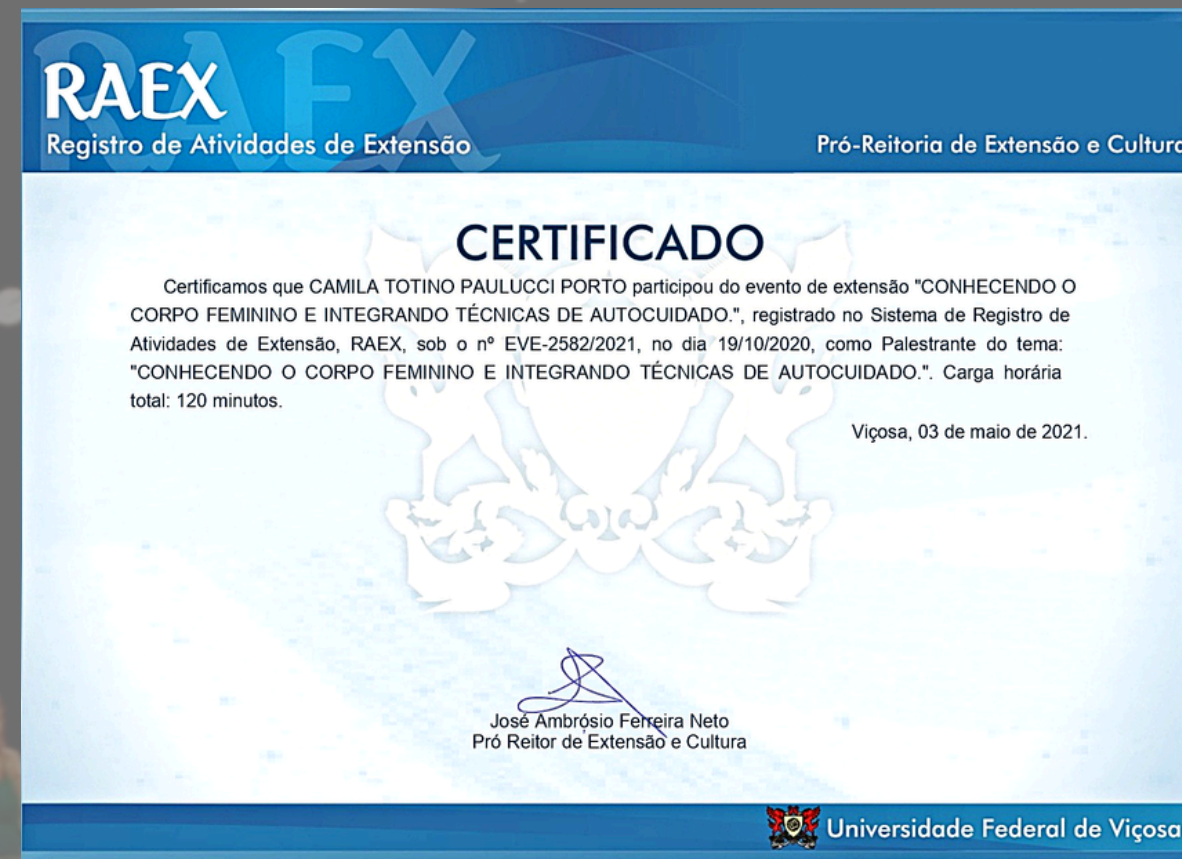 RAEX
Registro de Atividades de Extensão
Pró-Reitoria de Extensão e Cultura
CERTIFICADO
Certificamos que CAMILA TOTINO PAULUCCI PORTO participou do evento de extensão "CONHECENDO O
CORPO FEMININO E INTEGRANDO TÉCNICAS DE AUTOCUIDADO.", registrado no Sistema de Registro de
Atividades de Extensão, RAEX, sob o nº EVE-2582/2021, no dia 19/10/2020, como Palestrante do tema:
"CONHECENDO O CORPO FEMININO E INTEGRANDO TÉCNICAS DE AUTOCUIDADO.". Carga horária
total: 120 minutos.
Viçosa, 03 de maio de 2021.
José Ambrósio Ferreira Neto
Pró Reitor de Extensão e Cultura
Universidade Federal de Viçosa